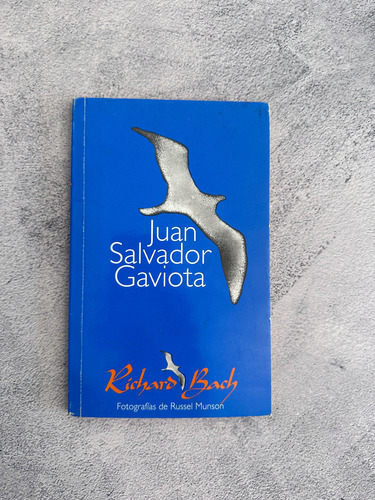 Juan
Salvador
Gaviota
Richard Bach
Fotografías de Russel Munson